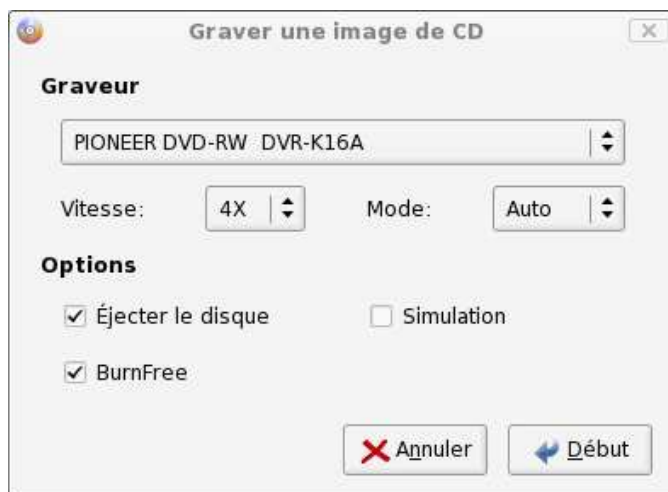 Graver une image de CD
Graveur
PIONEER DVD-RW DVR-K16A
Vitesse: 4X Mode: Auto
Options
Éjecter le disque Simulation
BurnFree
Annuler Début